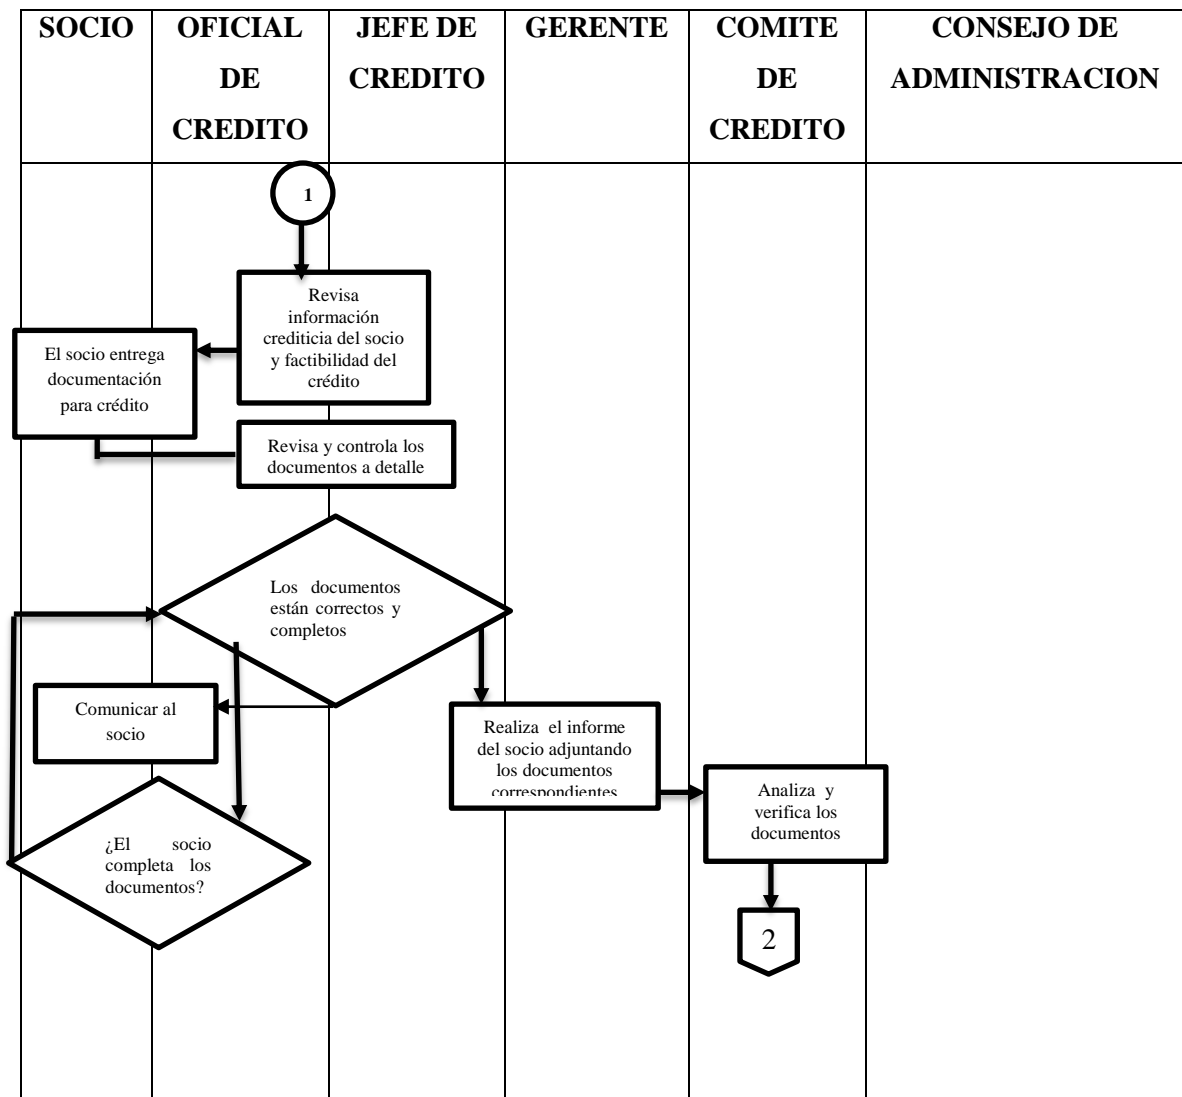 SOCIO
OFICIAL
DE
CREDITO
JEFE DE
CREDITO
GERENTE
COMITE
DE
CREDITO
CONSEJO DE
ADMINISTRACION
1
Revisa
información
crediticia del socio
y factibilidad del
crédito
El socio entrega
documentación
para crédito
Revisa y controla los
documentos a detalle
Los documentos
están correctos y
completos
Comunicar al
socio
Realiza el informe
del socio adjuntando
los documentos
correspondientes
Analiza y
verifica los
documentos
¿El socio
completa los
documentos?
2